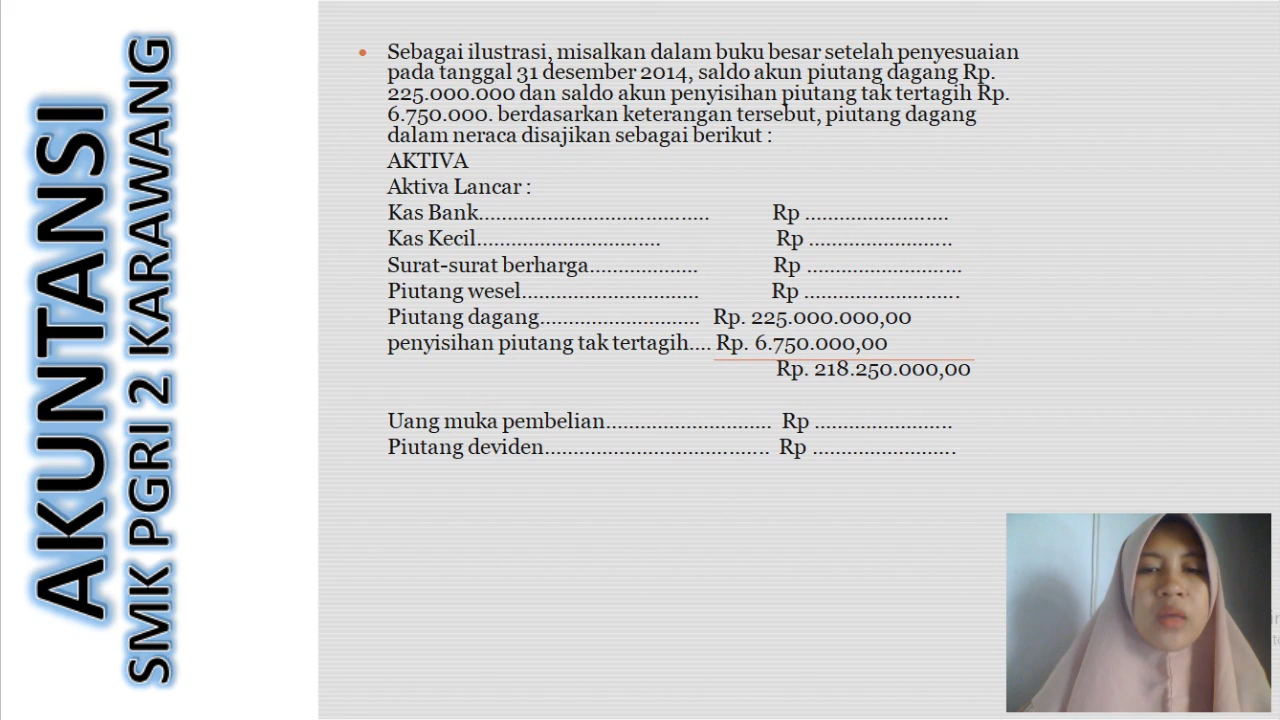 AKUNTANSI
SMK PGRI 2 KARAWANG
• Sebagai ilustrasi, misalkan dalam buku besar setelah penyesuaian
pada tanggal 31 desember 2014, saldo akun piutang dagang Rp.
225.000.000 dan saldo akun penyisihan piutang tak tertagih Rp.
6.750.000. berdasarkan keterangan tersebut, piutang dagang
dalam neraca disajikan sebagai berikut :
AKTIVA
Aktiva Lancar :
Kas Bank........................................ Rp .........................
Kas Kecil................................ Rp .........................
Surat-surat berharga................... Rp ...........................
Piutang wesel............................... Rp ...........................
Piutang dagang............................ Rp. 225.000.000,00
penyisihan piutang tak tertagih.... Rp. 6.750.000,00
Rp. 218.250.000,00
Uang muka pembelian............................. Rp ........................
Piutang deviden....................................... Rp .........................